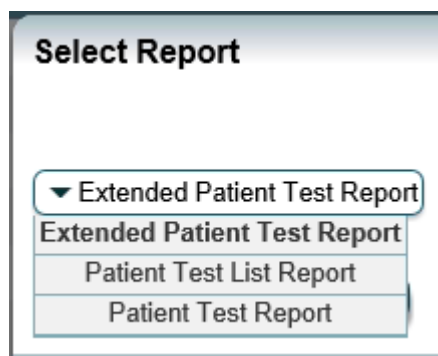 Select Report
Extended Patient Test Report
Extended Patient Test Report
Patient Test List Report
Patient Test Report